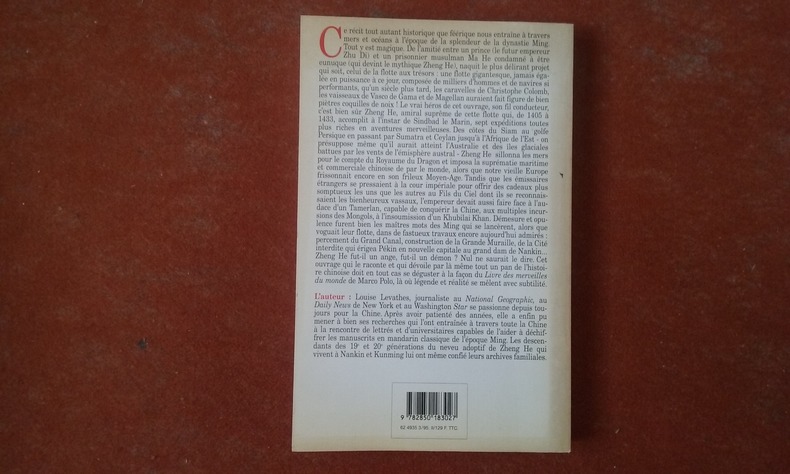 Ce récit tout autant historique que féérique nous entraîne à travers
mers et océans à l'époque de la splendeur de la dynastie Ming.
Tout y est magique. De l'amitié entre un prince (le futur empereur
Zhu Di) et un prisonnier musulman Ma He condamné à être
eunuque (qui devint le mythique Zheng He), naquit le plus délirant projet
qui soit, celui de la flotte aux trésors : une flotte gigantesque, jamais éga-
lée en puissance à ce jour, composée de milliers d'hommes et de navires si
performants, qu'un siècle plus tard, les caravelles de Christophe Colomb,
les vaisseaux de Vasco de Gama et de Magellan auraient fait figure de bien
piètres coquilles de noix ! Le vrai héros de cet ouvrage, son fil conducteur,
c'est bien sûr Zheng He, amiral suprême de cette flotte qui, de 1405 à
1433, accomplit à l'instar de Sindbad le Marin, sept expéditions toutes
plus riches en aventures merveilleuses. Des côtes du Siam au golfe
Persique en passant par Sumatra et Ceylan jusqu'à l'Afrique de l'Est - on
présuppose même qu'il aurait atteint l'Australie et des îles glaciales
battues par les vents de l'émisphère austral - Zheng He sillonna les mers
pour le compte du Royaume du Dragon et imposa la suprématie maritime
et commerciale chinoise de par le monde, alors que notre vieille Europe
frissonnait encore en son frileux Moyen-Age. Tandis que les émissaires
étrangers se pressaient à la cour impériale pour offrir des cadeaux plus
somptueux les uns que les autres au Fils du Ciel dont ils se reconnais-
saient les bienheureux vassaux, l'empereur devait aussi faire face à l'au-
dace d'un Tamerlan, capable de conquérir la Chine, aux multiples incur-
sions des Mongols, à l'insoumission d'un Khubilai Khan. Démesure et opu-
lence furent bien les maîtres mots des Ming qui se lancèrent, alors que
voguait leur flotte, dans de fastueux travaux encore aujourd'hui admirés :
percement du Grand Canal, construction de la Grande Muraille, de la Cité
interdite qui érigea Pékin en nouvelle capitale au grand dam de Nankin...
Zheng He fut-il un ange, fut-il un démon ? Nul ne saurait le dire. Cet
ouvrage qui le raconte et qui dévoile par là même tout un pan de l'histoi-
re chinoise doit en tout cas se déguster à la façon du Livre des merveilles
du monde de Marco Polo, là où légende et réalité se mêlent avec subtilité.
L'auteur : Louise Levathes, journaliste au National Geographic, au
Daily News de New York et au Washington Star se passionne depuis tou-
jours pour la Chine. Après avoir patienté des années, elle a enfin pu
mener à bien ses recherches qui l'ont entraînée à travers toute la Chine
à la rencontre de lettrés et d'universitaires capables de l'aider à déchif-
frer les manuscrits en mandarin classique de l'époque Ming. Les descen-
dants des 19e et 20e générations du neveu adoptif de Zheng He qui
vivent à Nankin et Kunming lui ont même confié leurs archives familiales.
9 782850 183027
62.4935.3/95. II/129 F. TTC